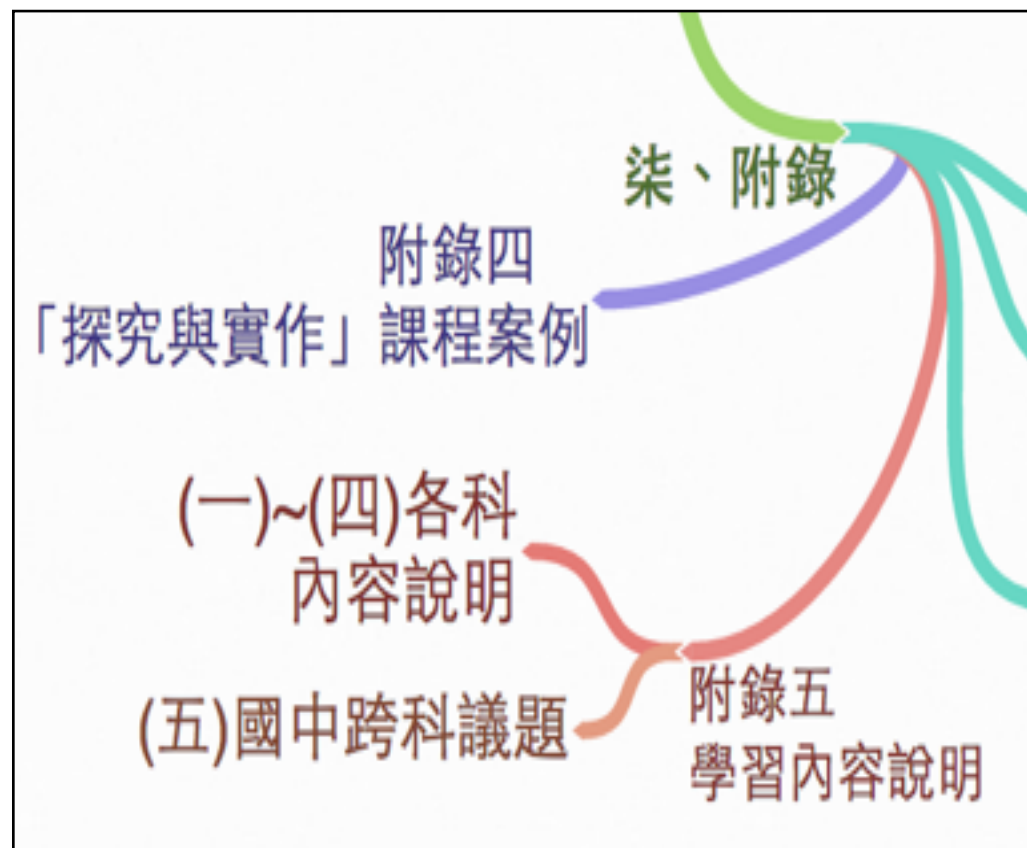 柒、附錄
附錄四
「探究與實作」課程案例
(一)~(四)各科
內容說明
(五)國中跨科議題
附錄五
學習內容說明